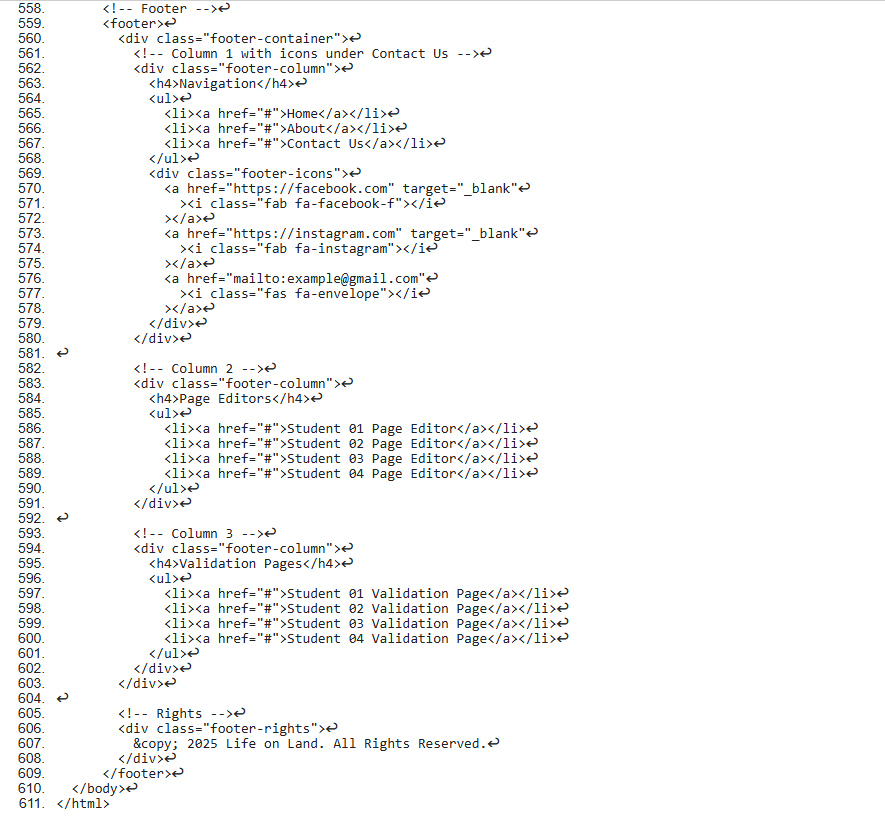 558. <!-- Footer -->↩
559. <footer>↩
560. <div class="footer-container">↩
561. <!-- Column 1 with icons under Contact Us -->↩
562. <div class="footer-column">↩
563. <h4>Navigation</h4>↩
564. <ul>↩
565. <li><a href="#">Home</a></li>↩
566. <li><a href="#">About</a></li>↩
567. <li><a href="#">Contact Us</a></li>↩
568. </ul>↩
569. <div class="footer-icons">↩
570. <a href="https://facebook.com" target="_blank"↩
571. ><i class="fab fa-facebook-f"></i↩
572. ></a>↩
573. <a href="https://instagram.com" target="_blank"↩
574. ><i class="fab fa-instagram"></i↩
575. ></a>↩
576. <a href="mailto:example@gmail.com"↩
577. ><i class="fas fa-envelope"></i↩
578. ></a>↩
579. </div>↩
580. </div>↩
581. ↩
582. <!-- Column 2 -->↩
583. <div class="footer-column">↩
584. <h4>Page Editors</h4>↩
585. <ul>↩
586. <li><a href="#">Student 01 Page Editor</a></li>↩
587. <li><a href="#">Student 02 Page Editor</a></li>↩
588. <li><a href="#">Student 03 Page Editor</a></li>↩
589. <li><a href="#">Student 04 Page Editor</a></li>↩
590. </ul>↩
591. </div>↩
592. ↩
593. <!-- Column 3 -->↩
594. <div class="footer-column">↩
595. <h4>Validation Pages</h4>↩
596. <ul>↩
597. <li><a href="#">Student 01 Validation Page</a></li>↩
598. <li><a href="#">Student 02 Validation Page</a></li>↩
599. <li><a href="#">Student 03 Validation Page</a></li>↩
600. <li><a href="#">Student 04 Validation Page</a></li>↩
601. </ul>↩
602. </div>↩
603. </div>↩
604. ↩
605. <!-- Rights -->↩
606. <div class="footer-rights">↩
607. &copy; 2025 Life on Land. All Rights Reserved.↩
608. </div>↩
609. </footer>↩
610. </body>↩
611. </html>